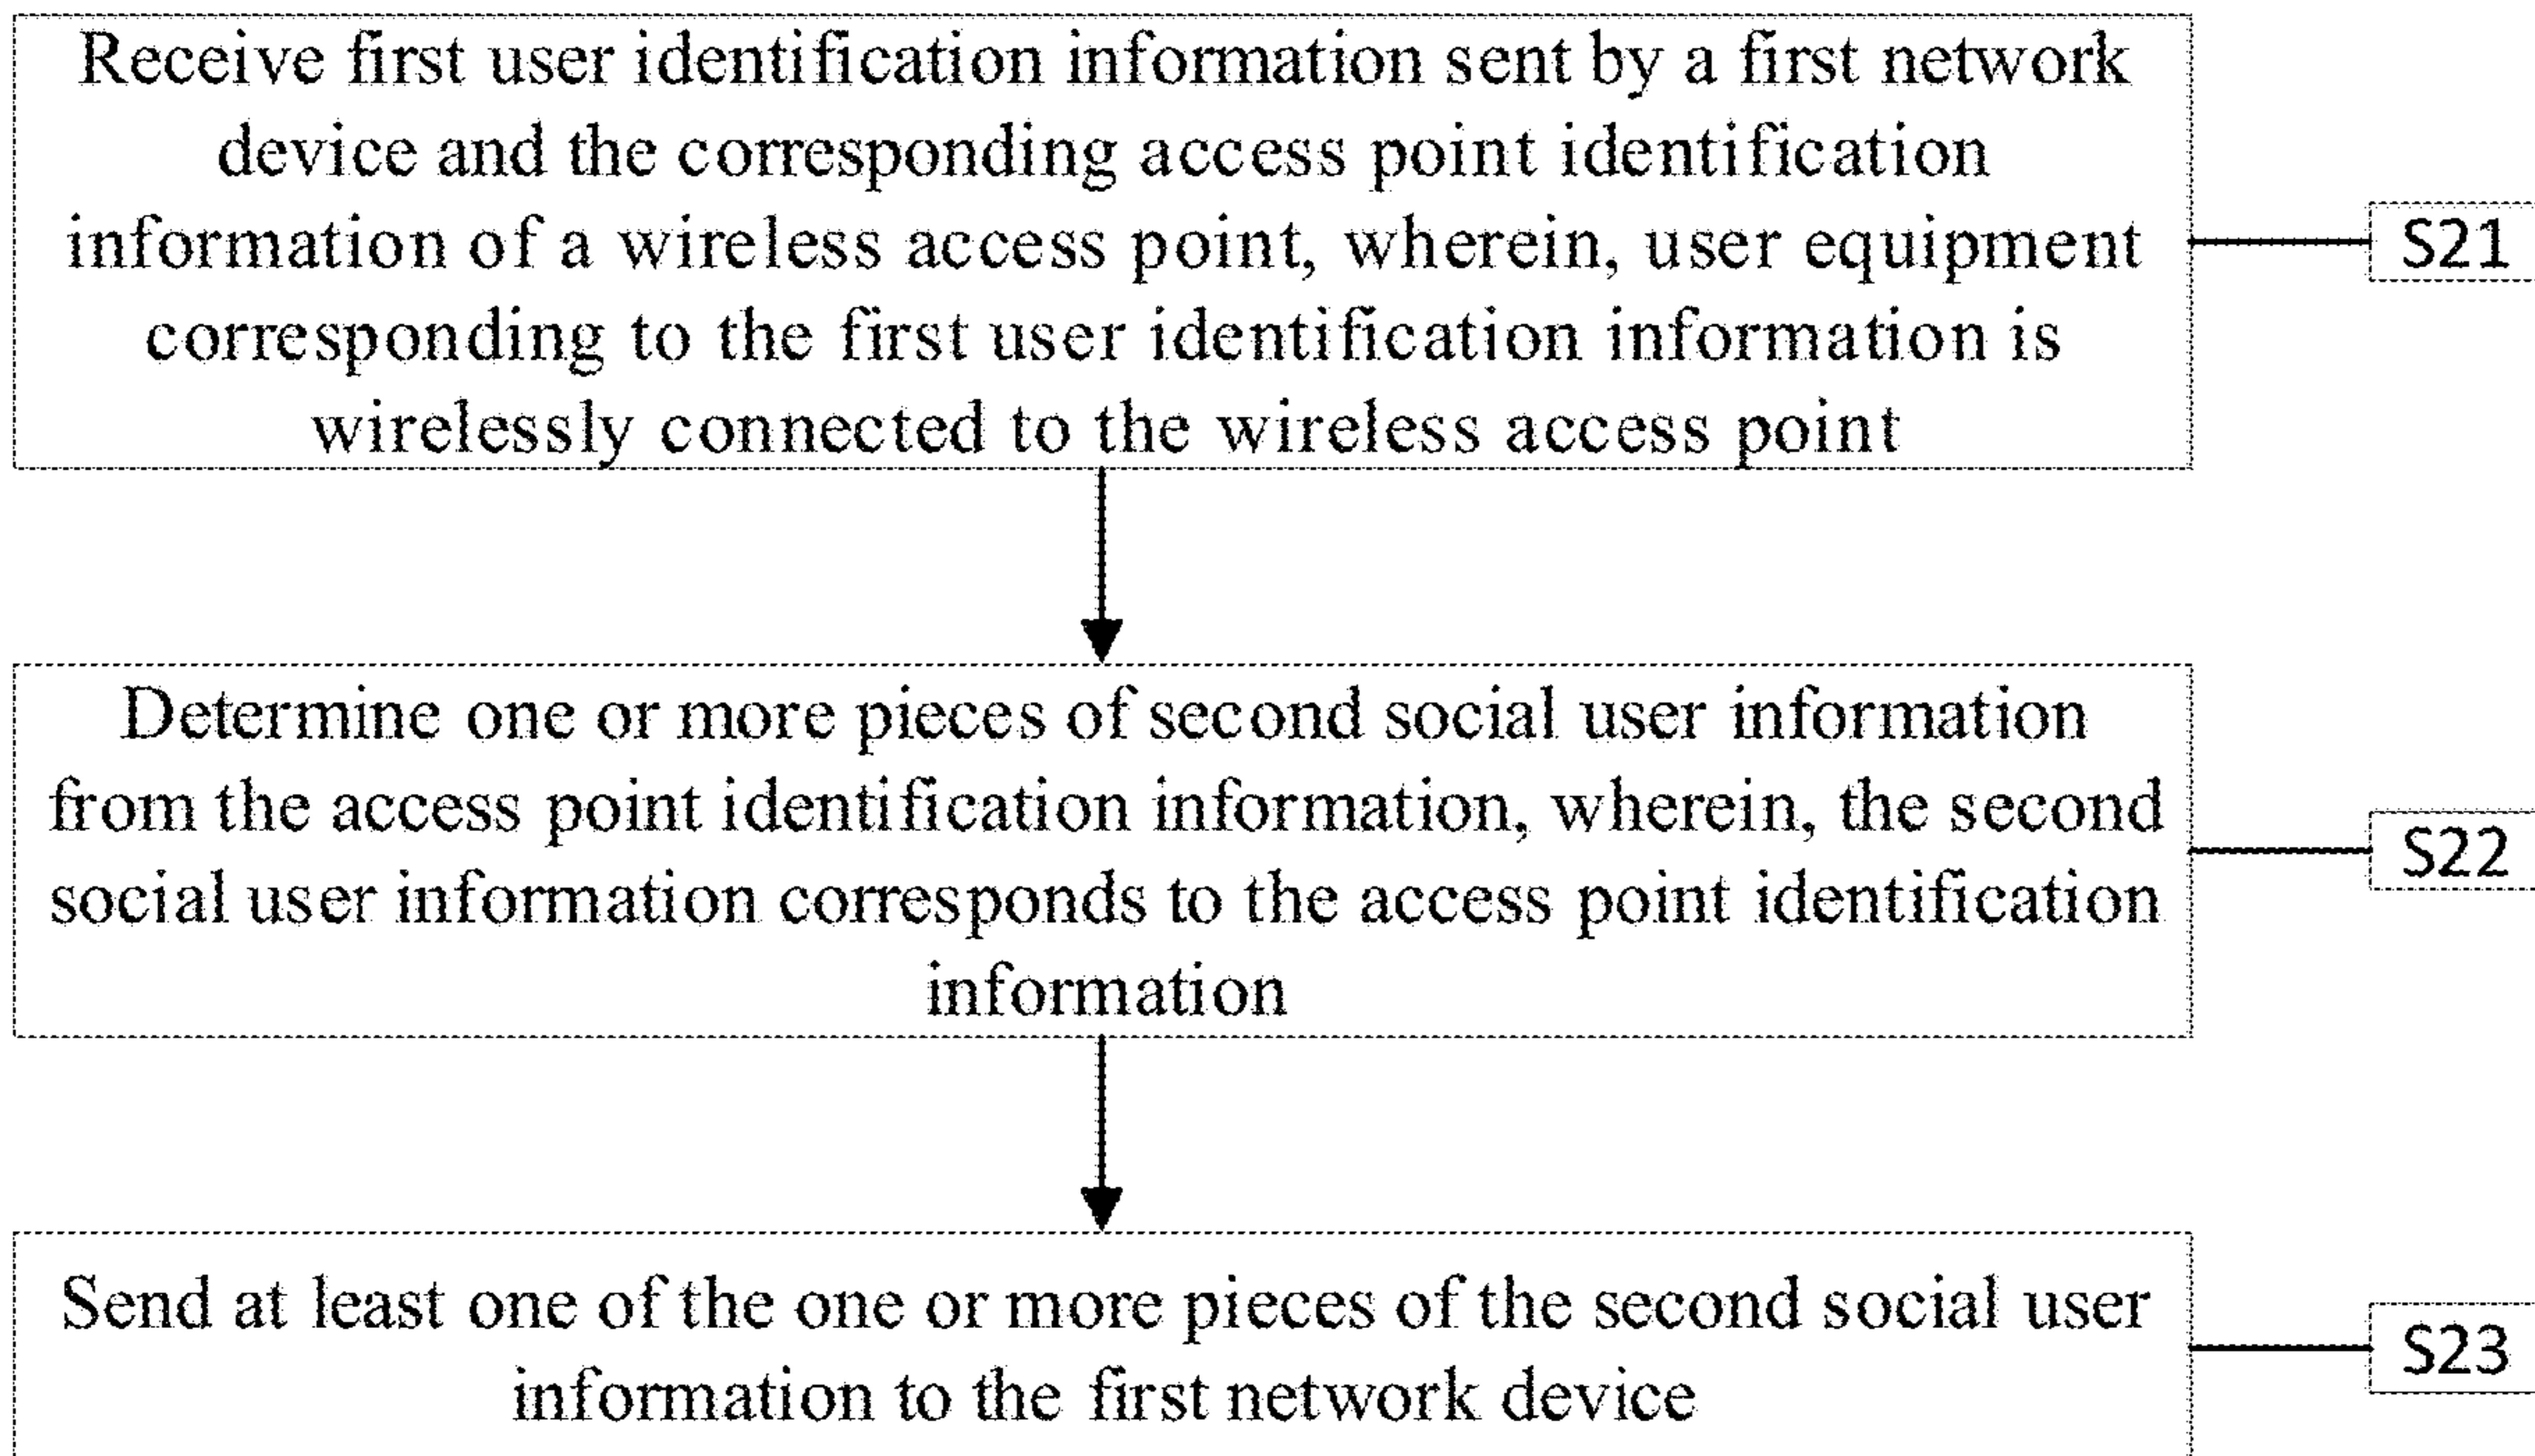 Receive first user identification information sent by a first network
device and the corresponding access point identification
information of a wireless access point, wherein, user equipment
corresponding to the first user identification information is
wirelessly connected to the wireless access point
S21
Determine one or more pieces of second social user information
from the access point identification information, wherein, the second
social user information corresponds to the access point identification
information
S22
Send at least one of the one or more pieces of the second social user
information to the first network device
S23